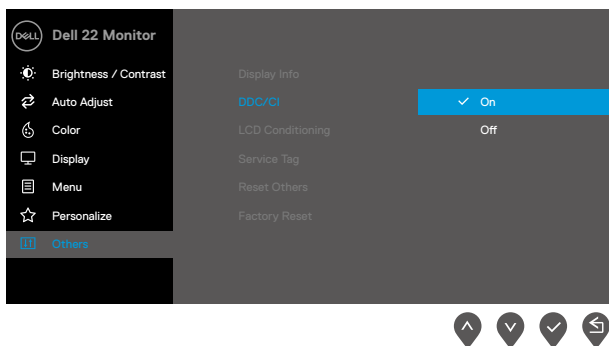 DELL
Dell 22 Monitor
Brightness / Contrast
Auto Adjust
Color
Display
Menu
Personalize
Others
Display Info
DDC/CI
LCD Conditioning
Service Tag
Reset Others
Factory Reset
On
Off